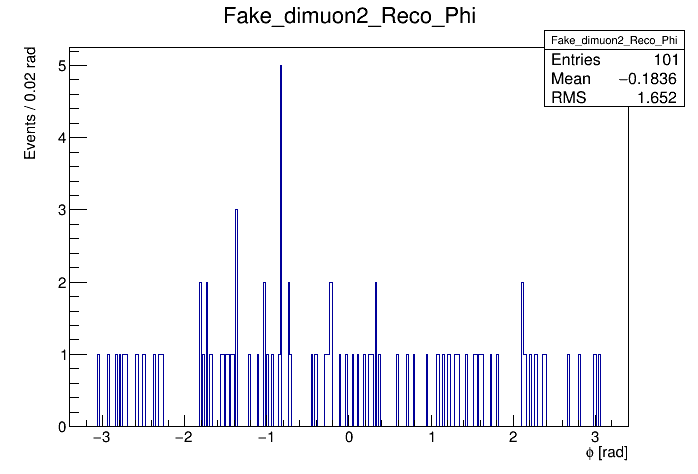 Fake_dimuon2_Reco_Phi
Fake_dimuon2_Reco_Phi
Entries 101
Mean −0.1836
RMS 1.652
Events / 0.02 rad
5
4
3
2
1
0
−3 −2 −1 0 1 2 3
ϕ [rad]